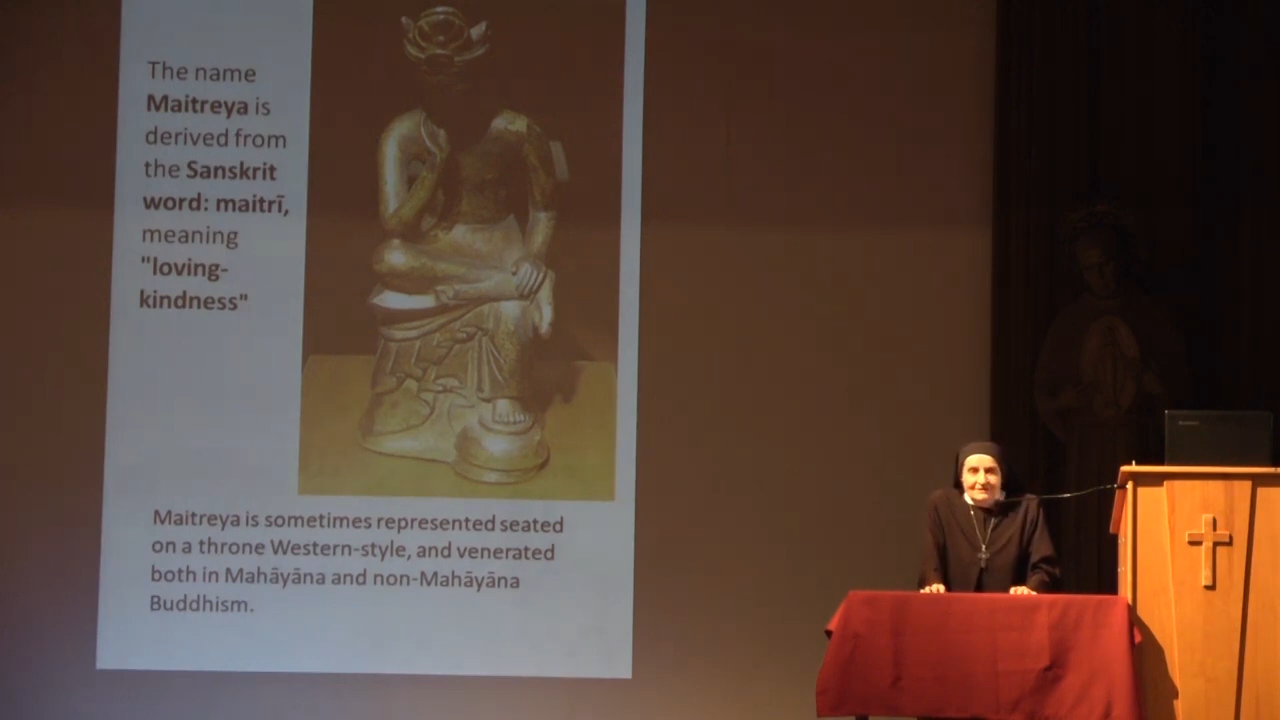 The name
Maitreya is
derived from
the Sanskrit
word: maitrī,
meaning
"loving-
kindness"
Maitreya is sometimes represented seated
on a throne Western-style, and venerated
both in Mahāyāna and non-Mahāyāna
Buddhism.